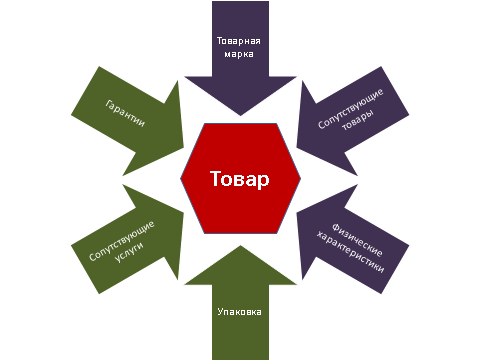 Товарная
марка
Гарантии
Сопутствующие
товары
Товар
Сопутствующие
услуги
Физические
характеристики
Упаковка